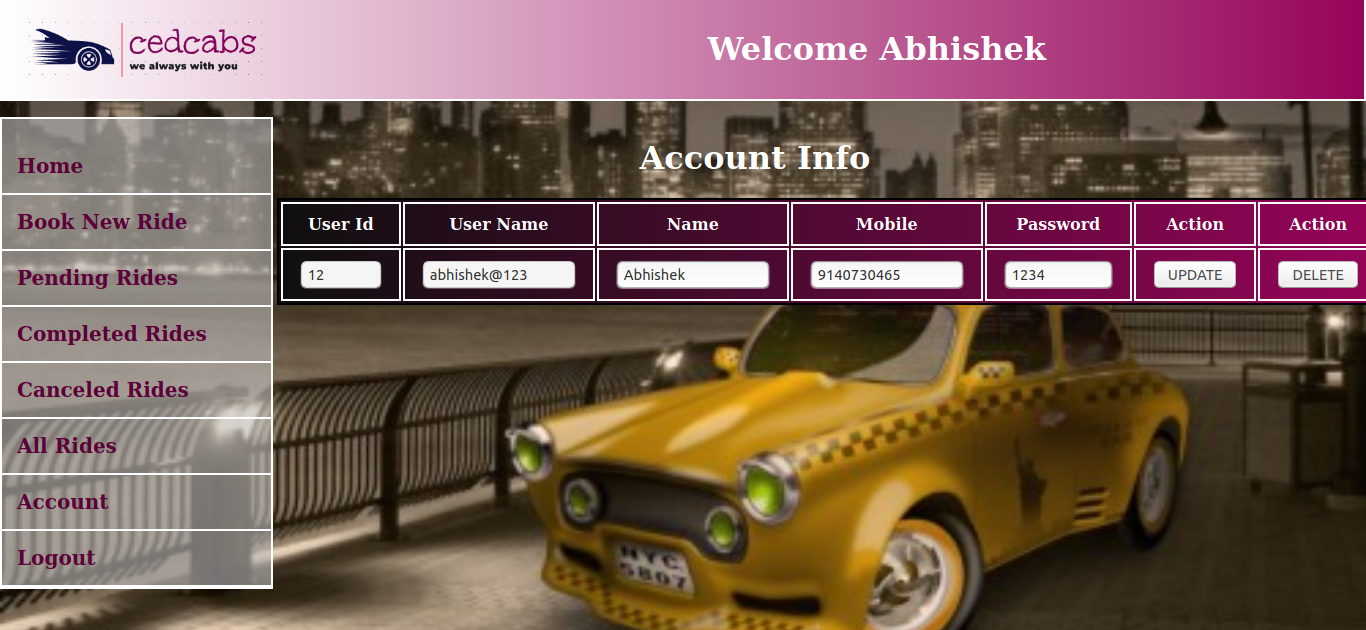 cedcabs
we always with you
Welcome Abhishek
Home
Book New Ride
Pending Rides
Completed Rides
Canceled Rides
All Rides
Account
Logout
Account Info
User Id User Name Name Mobile Password Action Action
12 abhishek@123 Abhishek 9140730465 1234 UPDATE DELETE
NYC
5807